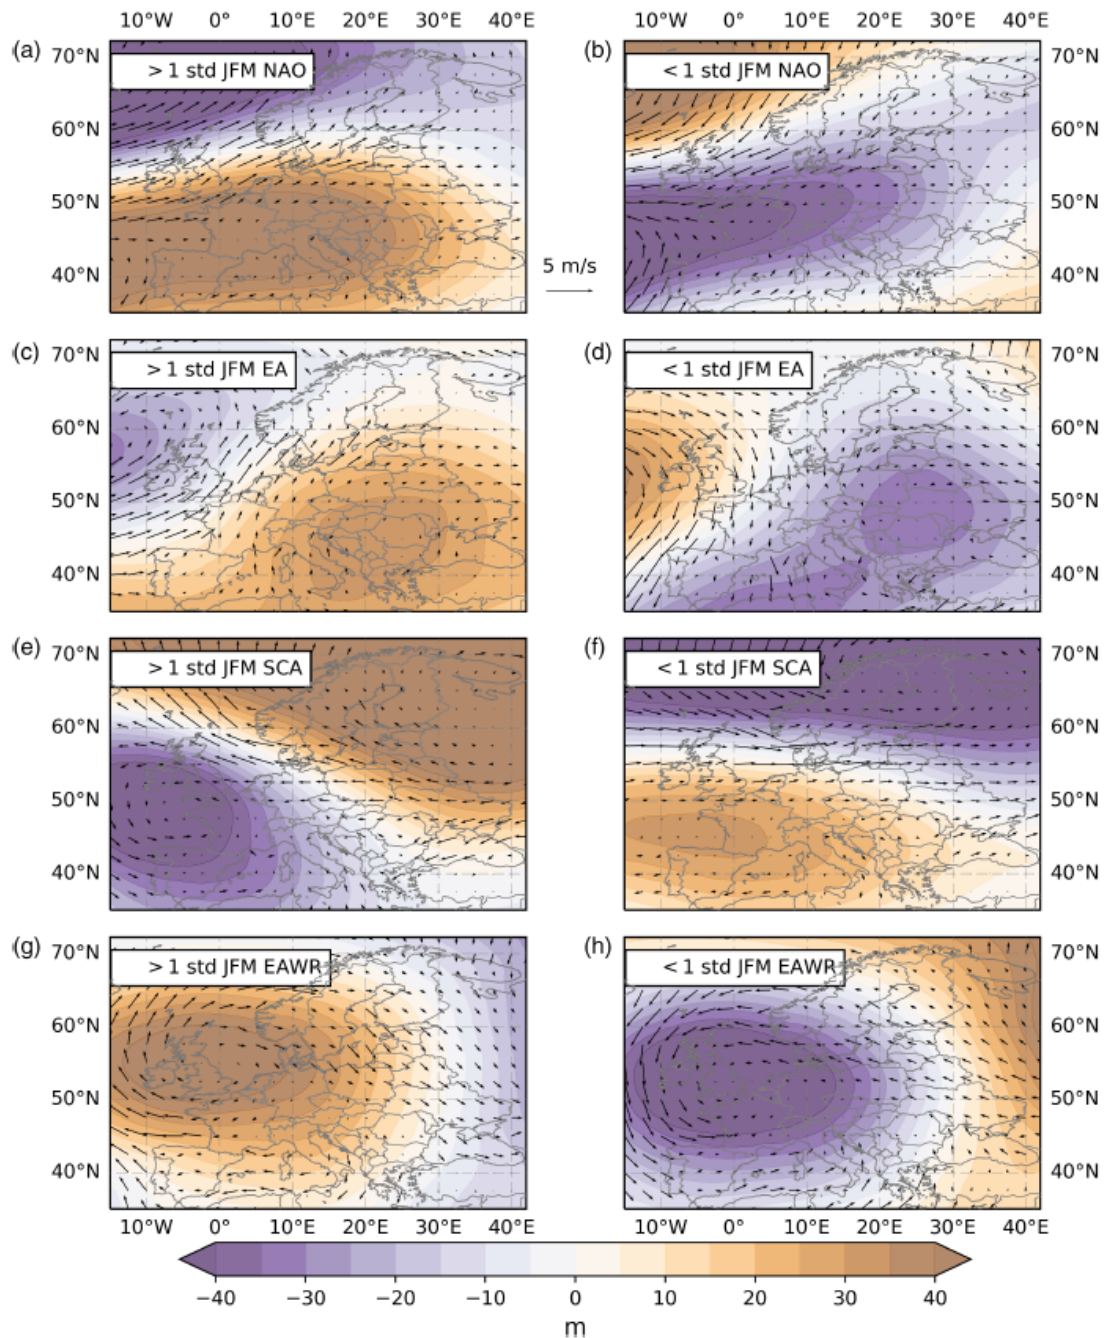 10°W 0° 10°E 20°E 30°E 40°E 10°W 0° 10°E 20°E 30°E 40°E
(a) 70°N > 1 std JFM NAO (b) < 1 std JFM NAO 70°N
60°N 60°N
50°N 50°N
5 m/s
40°N 40°N
(c) 70°N > 1 std JFM EA (d) < 1 std JFM EA 70°N
60°N 60°N
50°N 50°N
40°N 40°N
(e) 70°N > 1 std JFM SCA (f) < 1 std JFM SCA 70°N
60°N 60°N
50°N 50°N
40°N 40°N
(g) 70°N > 1 std JFM EAWR (h) < 1 std JFM EAWR 70°N
60°N 60°N
50°N 50°N
40°N 40°N
10°W 0° 10°E 20°E 30°E 40°E 10°W 0° 10°E 20°E 30°E 40°E
−40 −30 −20 −10 0 10 20 30 40
m